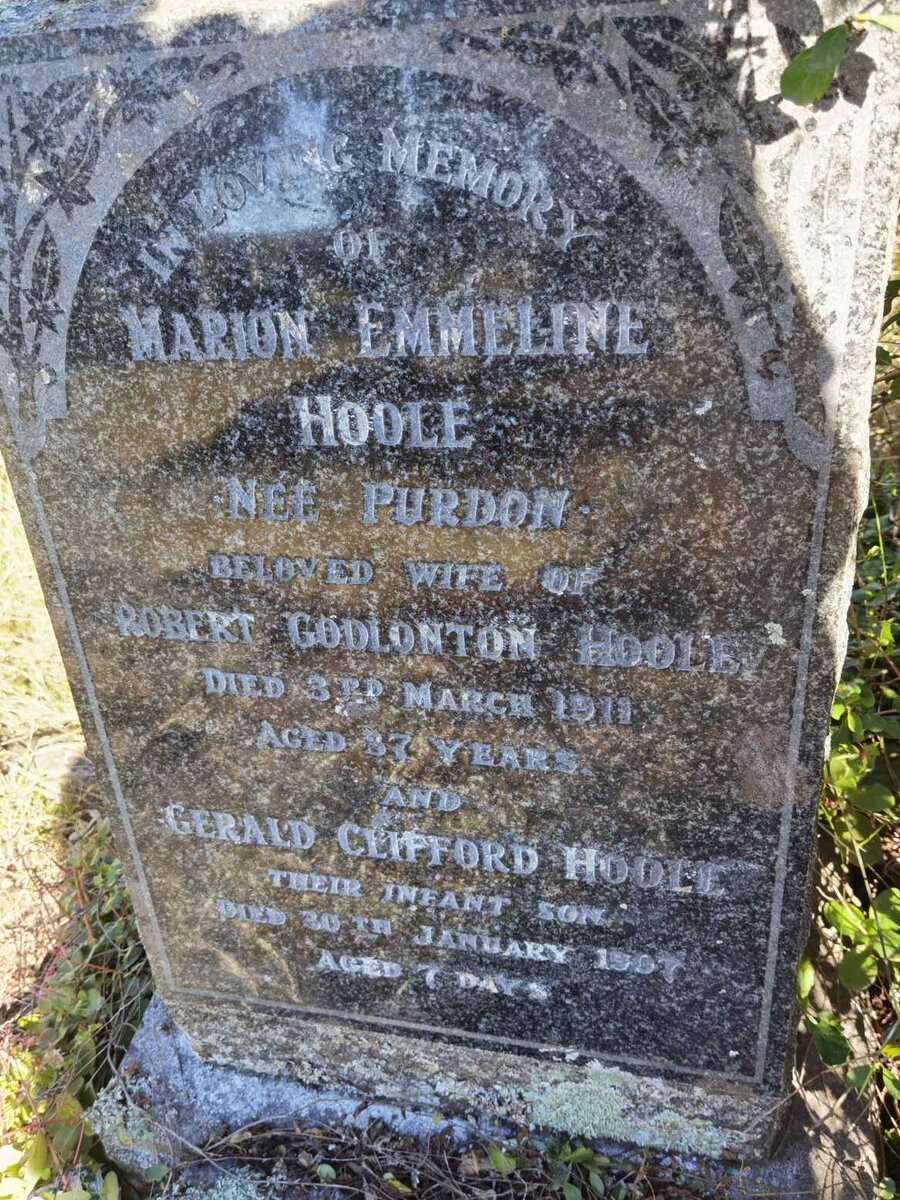 IN LOVING MEMORY
OF
MARION EMMELINE
HOOLE
·NÉE PURDON·
BELOVED WIFE OF
ROBERT GODLONTON HOOLE
DIED 3RD MARCH 1911
AGED 37 YEARS.
AND
GERALD CLIFFORD HOOLE
THEIR INFANT SON
DIED 30TH JANUARY 1907
AGED 7 DAYS